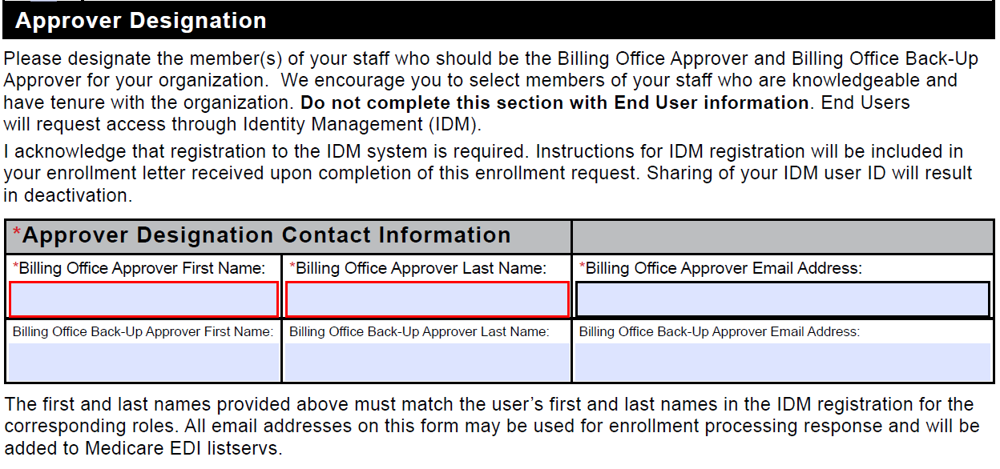 Approver Designation
Please designate the member(s) of your staff who should be the Billing Office Approver and Billing Office Back-Up
Approver for your organization.  We encourage you to select members of your staff who are knowledgeable and
have tenure with the organization. Do not complete this section with End User information. End Users
will request access through Identity Management (IDM).
I acknowledge that registration to the IDM system is required. Instructions for IDM registration will be included in
your enrollment letter received upon completion of this enrollment request. Sharing of your IDM user ID will result
in deactivation.
*Approver Designation Contact Information
*Billing Office Approver First Name:
*Billing Office Approver Last Name:
*Billing Office Approver Email Address:
Billing Office Back-Up Approver First Name:
Billing Office Back-Up Approver Last Name:
Billing Office Back-Up Approver Email Address:
The first and last names provided above must match the user’s first and last names in the IDM registration for the
corresponding roles. All email addresses on this form may be used for enrollment processing response and will be
added to Medicare EDI listservs.